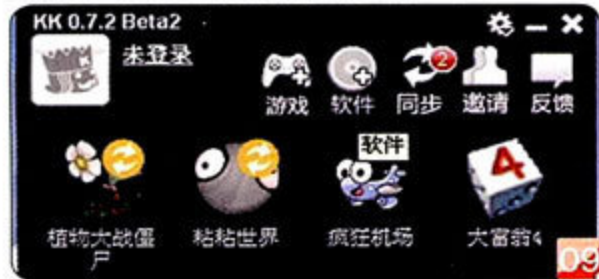 KK 0.7.2 Beta2
未登录
2
游戏 软件 同步 邀请 反馈
软件
4
植物大战僵尸 粘粘世界 疯狂机场 大富翁4
09